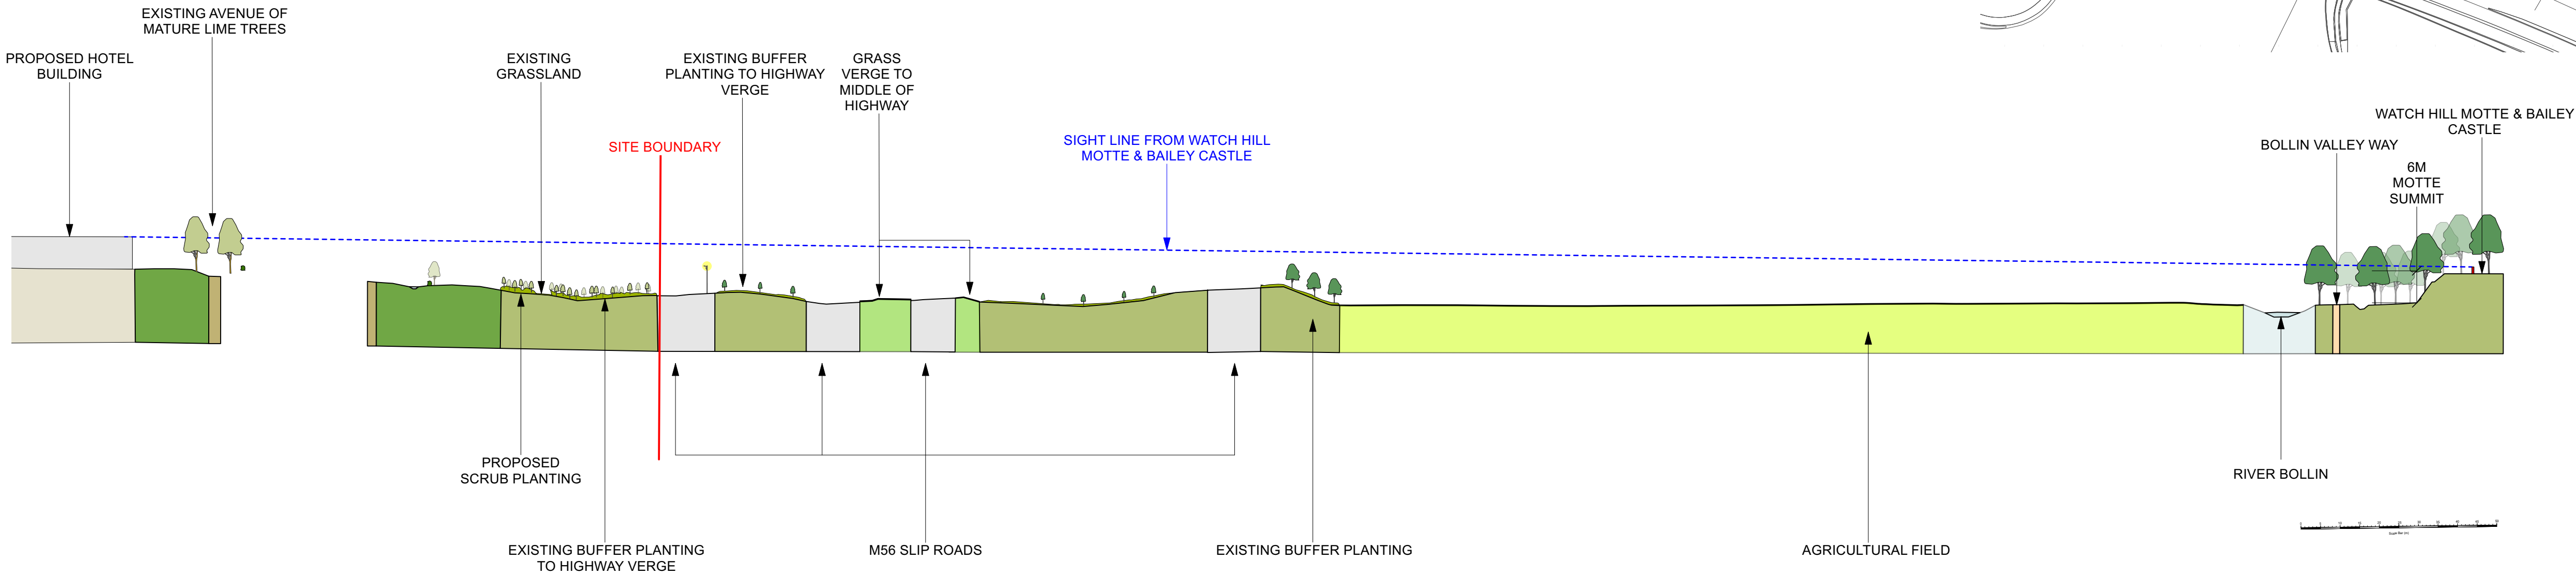 EXISTING AVENUE OF
MATURE LIME TREES
PROPOSED HOTEL
BUILDING
EXISTING
GRASSLAND
EXISTING BUFFER
PLANTING TO HIGHWAY
VERGE
GRASS
VERGE TO
MIDDLE OF
HIGHWAY
WATCH HILL MOTTE & BAILEY
CASTLE
SITE BOUNDARY
SIGHT LINE FROM WATCH HILL
MOTTE & BAILEY CASTLE
BOLLIN VALLEY WAY
6M
MOTTE
SUMMIT
PROPOSED
SCRUB PLANTING
RIVER BOLLIN
EXISTING BUFFER PLANTING
TO HIGHWAY VERGE
M56 SLIP ROADS
EXISTING BUFFER PLANTING
AGRICULTURAL FIELD